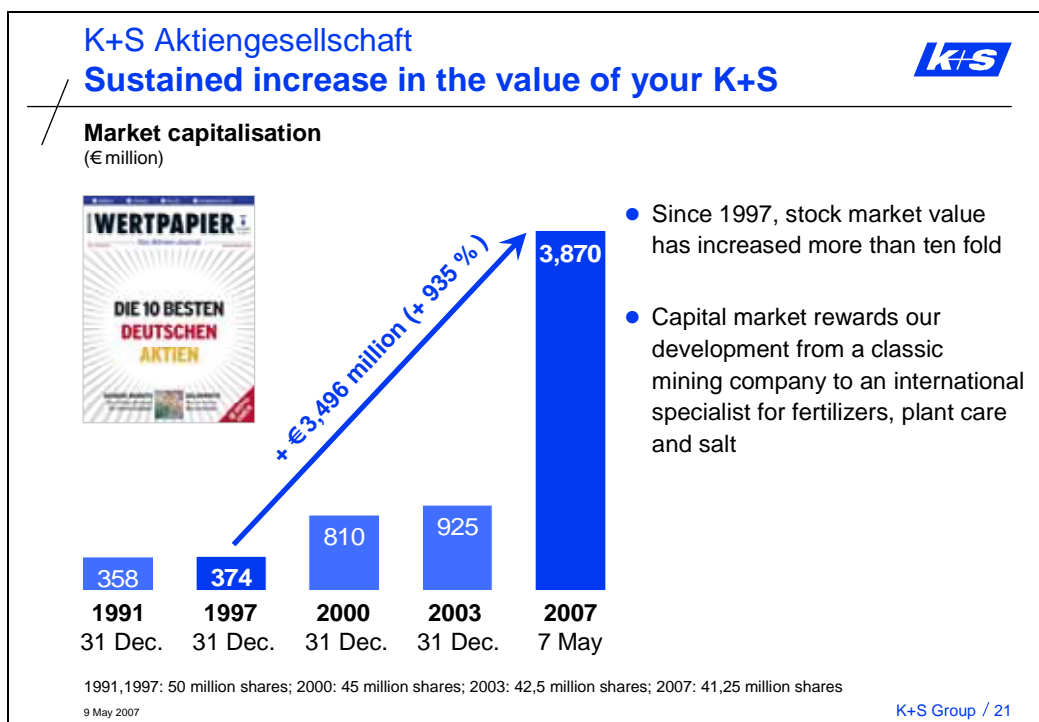 K+S Aktiengesellschaft
Sustained increase in the value of your K+S
K+S
Market capitalisation
(€ million)
WERTPAPIER
DIE 10 BESTEN
DEUTSCHEN
AKTIEN
+ €3,496 million (+ 935 %)
3,870
925
810
374
358
1991
31 Dec.
1997
31 Dec.
2000
31 Dec.
2003
31 Dec.
2007
7 May
● Since 1997, stock market value
has increased more than ten fold
● Capital market rewards our
development from a classic
mining company to an international
specialist for fertilizers, plant care
and salt
1991,1997: 50 million shares; 2000: 45 million shares; 2003: 42,5 million shares; 2007: 41,25 million shares
9 May 2007
K+S Group / 21